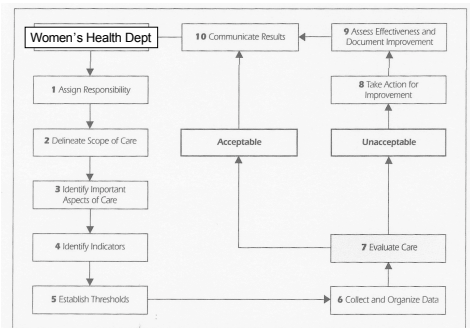 Women's Health Dept
1 Assign Responsibility
2 Delineate Scope of Care
3 Identify Important
Aspects of Care
4 Identify Indicators
5 Establish Thresholds
6 Collect and Organize Data
7 Evaluate Care
Acceptable
Unacceptable
8 Take Action for
Improvement
9 Assess Effectiveness and
Document Improvement
10 Communicate Results